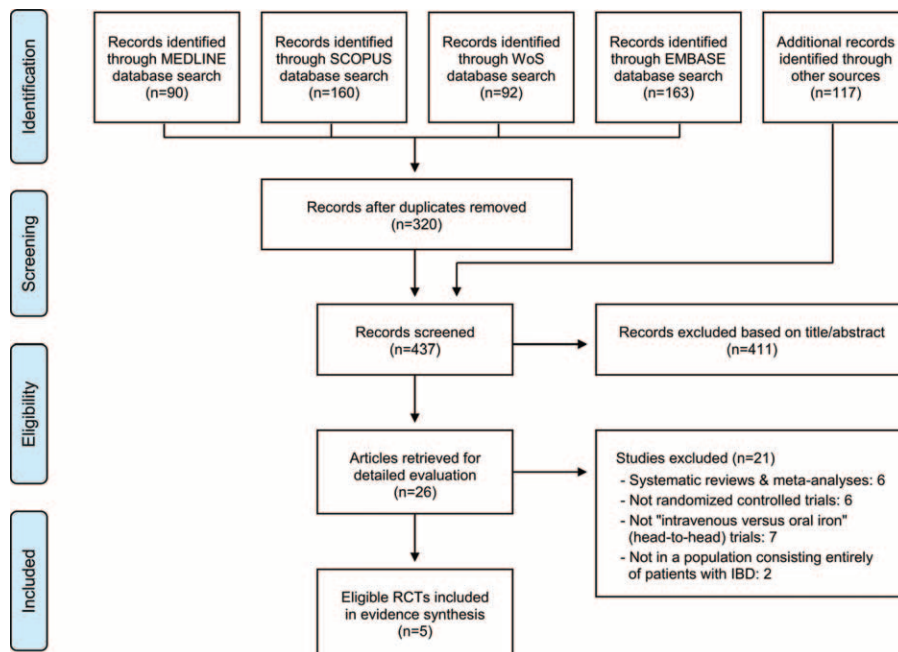 Identification
Records identified
through MEDLINE
database search
(n=90)
Records identified
through SCOPUS
database search
(n=160)
Records identified
through WoS
database search
(n=92)
Records identified
through EMBASE
database search
(n=163)
Additional records
identified through
other sources
(n=117)
Screening
Records after duplicates removed
(n=320)
Records screened
(n=437)
Records excluded based on title/abstract
(n=411)
Eligibility
Articles retrieved for
detailed evaluation
(n=26)
Studies excluded (n=21)
- Systematic reviews & meta-analyses: 6
- Not randomized controlled trials: 6
- Not "intravenous versus oral iron"
(head-to-head) trials: 7
- Not in a population consisting entirely
of patients with IBD: 2
Included
Eligible RCTs included
in evidence synthesis
(n=5)